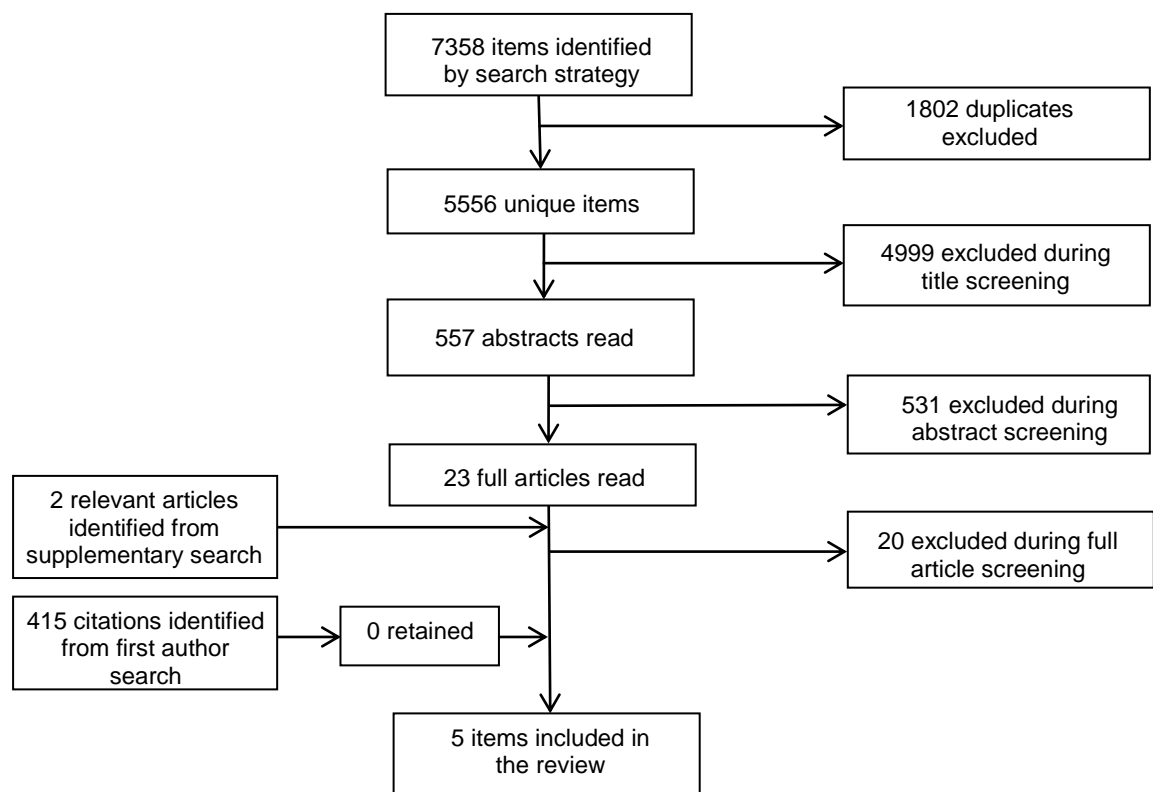 7358 items identified
by search strategy
1802 duplicates
excluded
5556 unique items
4999 excluded during
title screening
557 abstracts read
531 excluded during
abstract screening
23 full articles read
2 relevant articles
identified from
supplementary search
20 excluded during full
article screening
415 citations identified
from first author
search
0 retained
5 items included in
the review